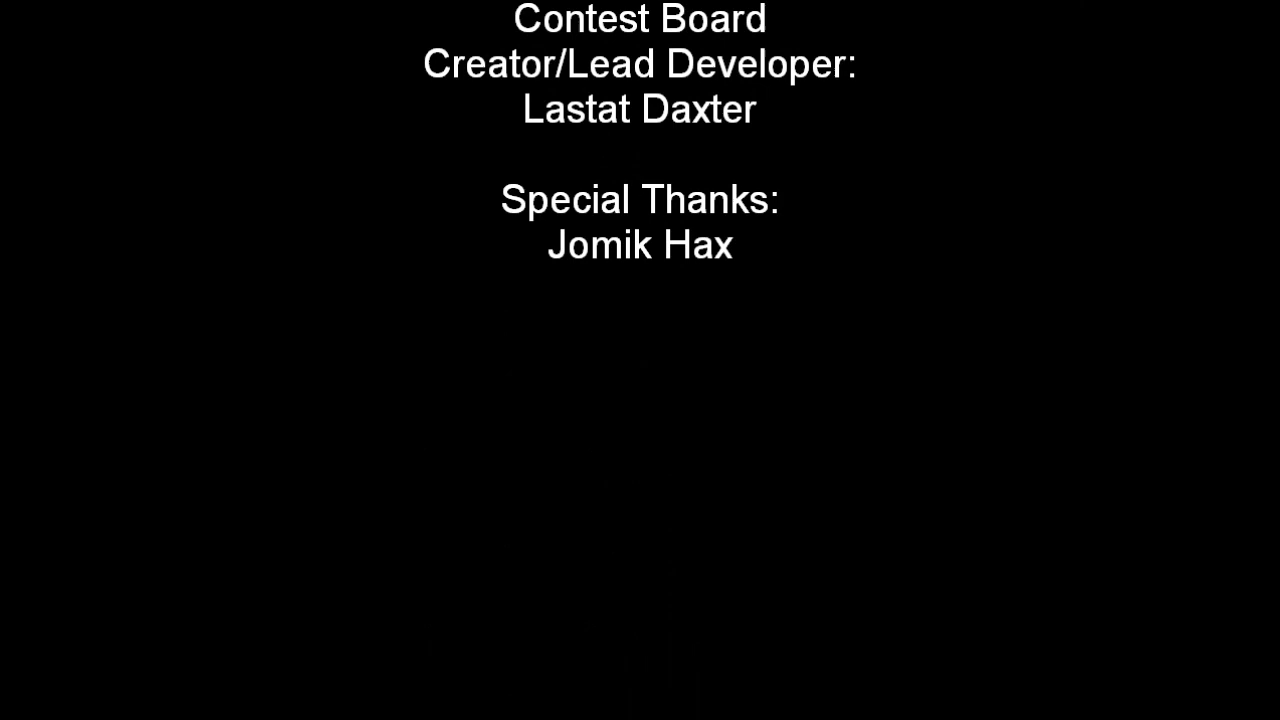 Contest Board
Creator/Lead Developer:
Lastat Daxter
Special Thanks:
Jomik Hax